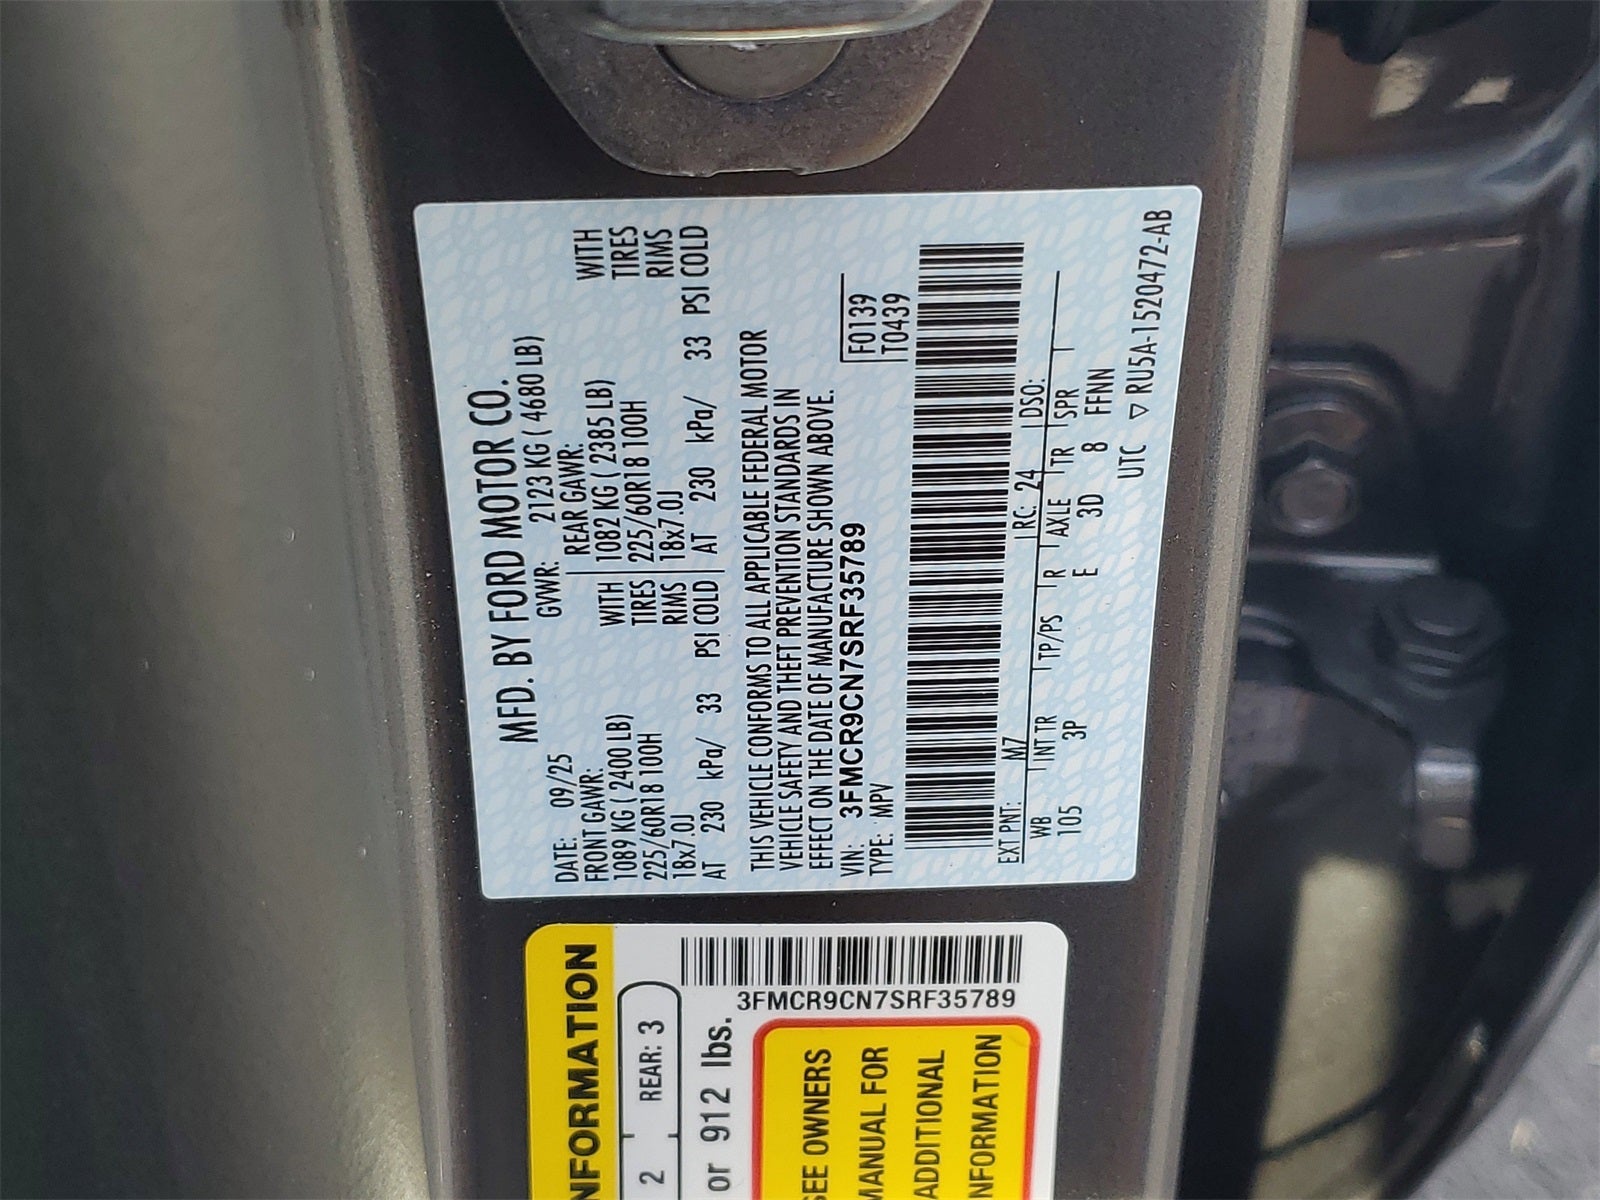 MFD. BY FORD MOTOR CO.
DATE: 09/25 GVWR: 2123 KG ( 4680 LB)
FRONT GAWR: REAR GAWR:
1089 KG ( 2400 LB) WITH 1082 KG ( 2385 LB) WITH
225/60R18 100H TIRES 225/60R18 100H TIRES
18x7.0J RIMS 18x7.0J RIMS
AT 230 kPa/ 33 PSI COLD AT 230 kPa/ 33 PSI COLD
THIS VEHICLE CONFORMS TO ALL APPLICABLE FEDERAL MOTOR
VEHICLE SAFETY AND THEFT PREVENTION STANDARDS IN
EFFECT ON THE DATE OF MANUFACTURE SHOWN ABOVE.
VIN: 3FMCR9CN7SRF35789 F0139
TYPE: MPV T0439
EXT PNT: M7 RC: 24 DSO:
WB INT TR TP/PS R AXLE TR SPR
105 3P E 3D 8 FFNN
UTC ▽ RU5A-1520472-AB
NFORMATION
2 REAR: 3
or 912 lbs.
3FMCR9CN7SRF35789
SEE OWNERS
MANUAL FOR
ADDITIONAL
NFORMATION